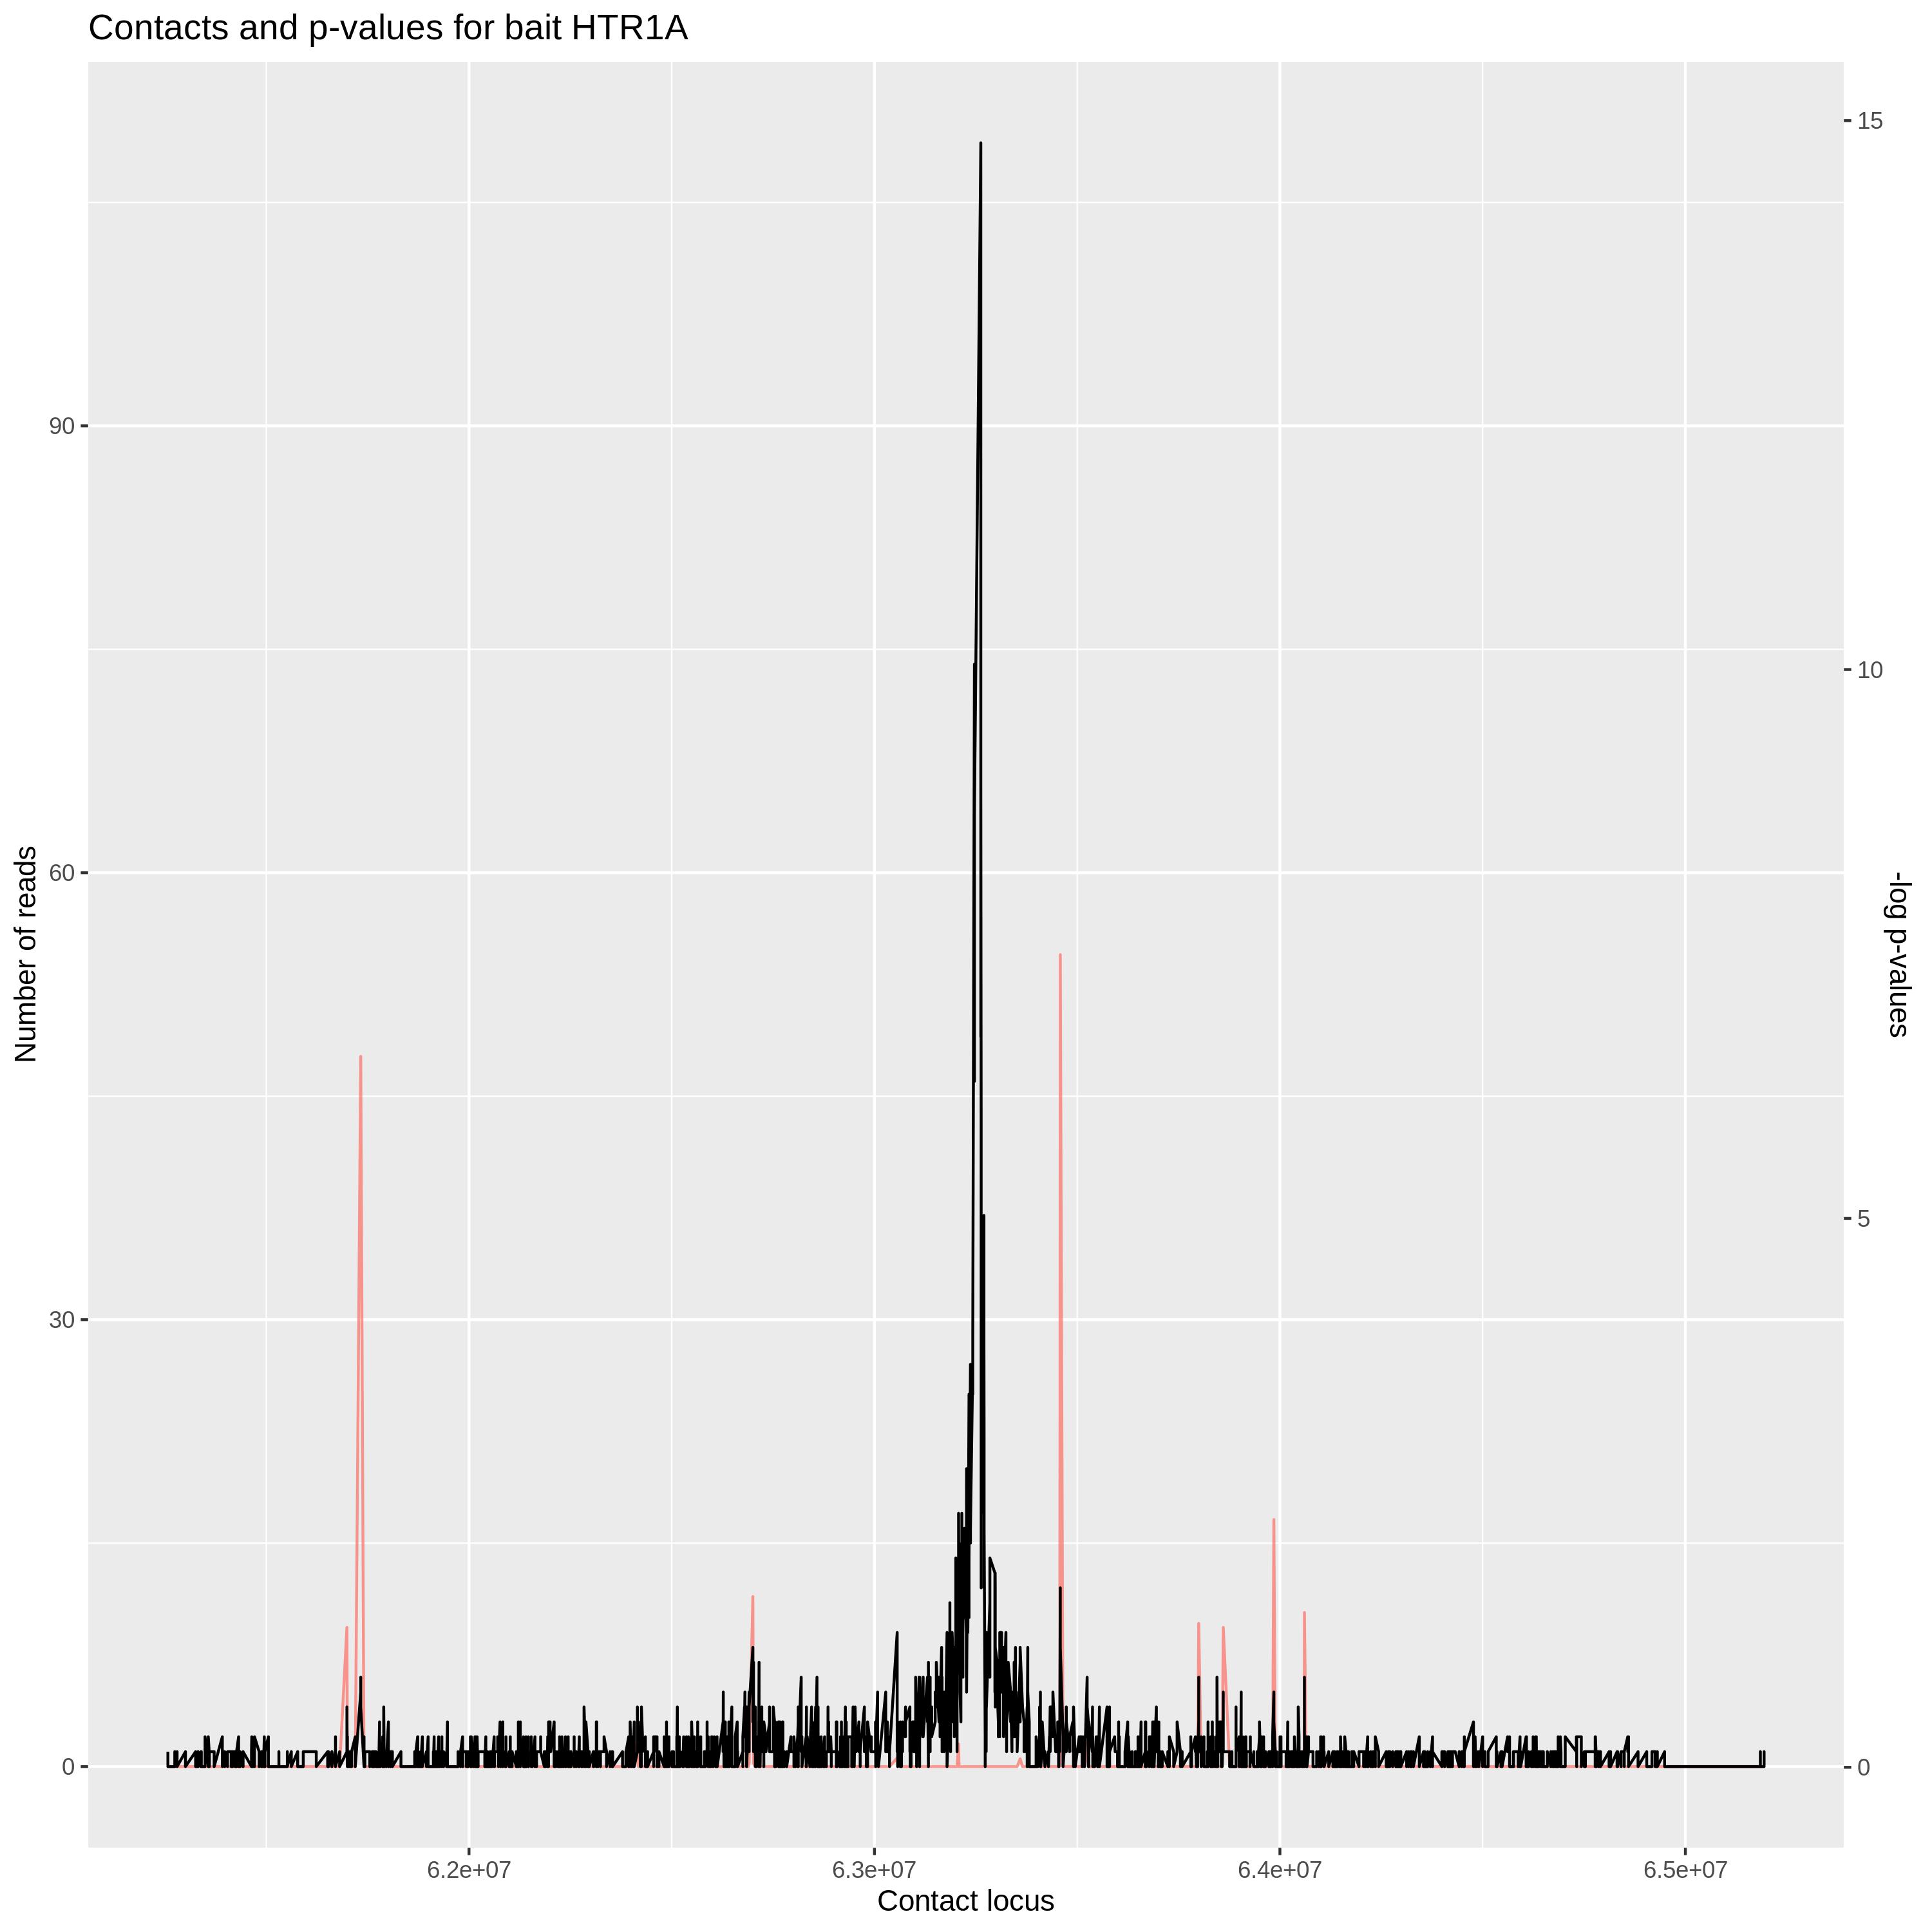 Contacts and p-values for bait HTR1A
15
90
10
60
Number of reads
-log p-values
5
30
0
0
6.2e+07
6.3e+07
6.4e+07
6.5e+07
Contact locus